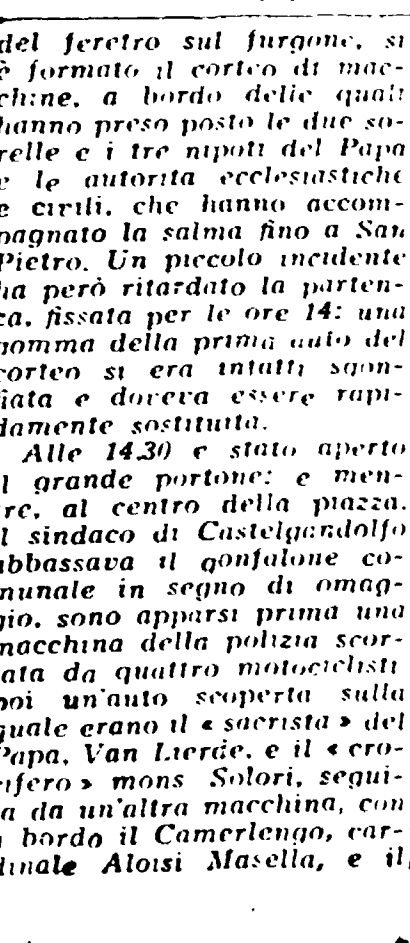 del feretro sul furgone, si
è formato il corteo di mac-
chine, a bordo delle quali
hanno preso posto le due so-
relle e i tre nipoti del Papa
e le autorità ecclesiastiche
e civili, che hanno accom-
pagnato la salma fino a San
Pietro. Un piccolo incidente
ha però ritardato la parten-
za, fissata per le ore 14: una
gomma della prima auto del
corteo si era infatti sgon-
fiata e doveva essere rapi-
damente sostituita.
Alle 14.30 è stato aperto
il grande portone: e men-
tre, al centro della piazza,
il sindaco di Castelgandolfo
abbassava il gonfalone co-
munale in segno di omag-
gio, sono apparsi prima una
macchina della polizia scor-
tata da quattro motociclisti
poi un'auto scoperta sulla
quale erano il « sacrista » del
Papa, Van Lierde, e il « cro-
cifero » mons Solori, segui-
ta da un'altra macchina, con
a bordo il Camerlengo, car-
dinale Aloisi Masella, e il